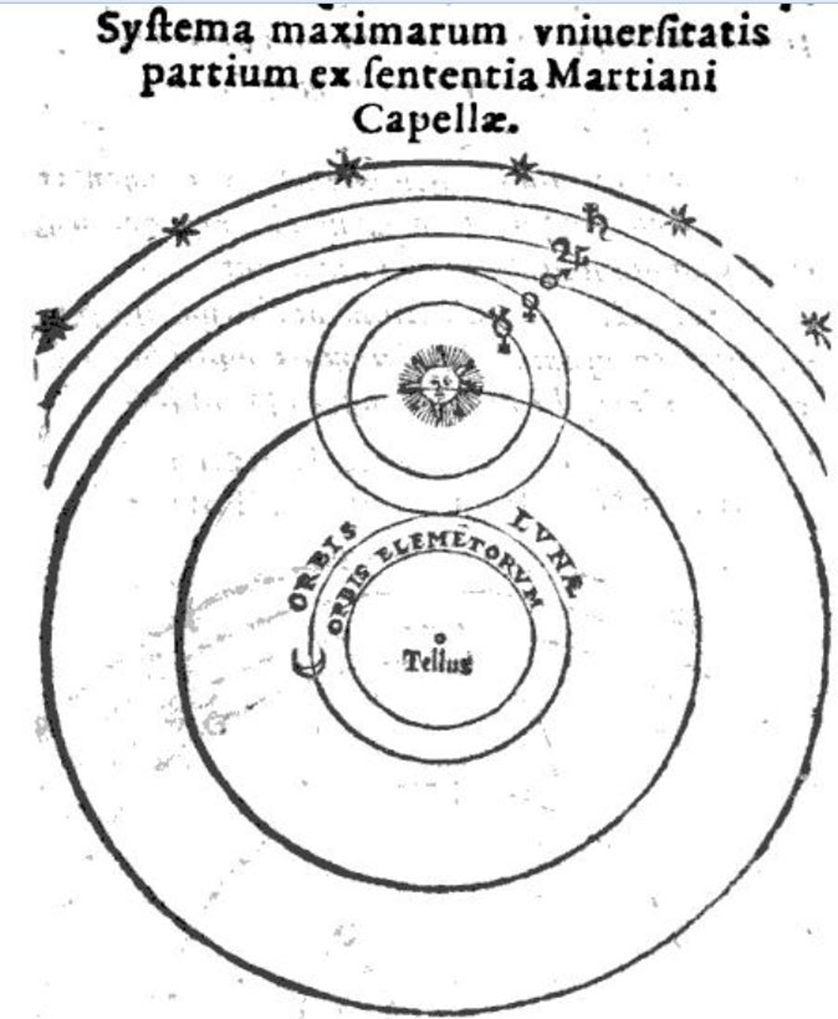 Syſtema maximarum vniuerſitatis
partium ex ſententia Martiani
Capellæ.
♄
♃
♂
♀
☿
ORBIS LVNÆ
ORBIS ELEMETORVM
Tellus